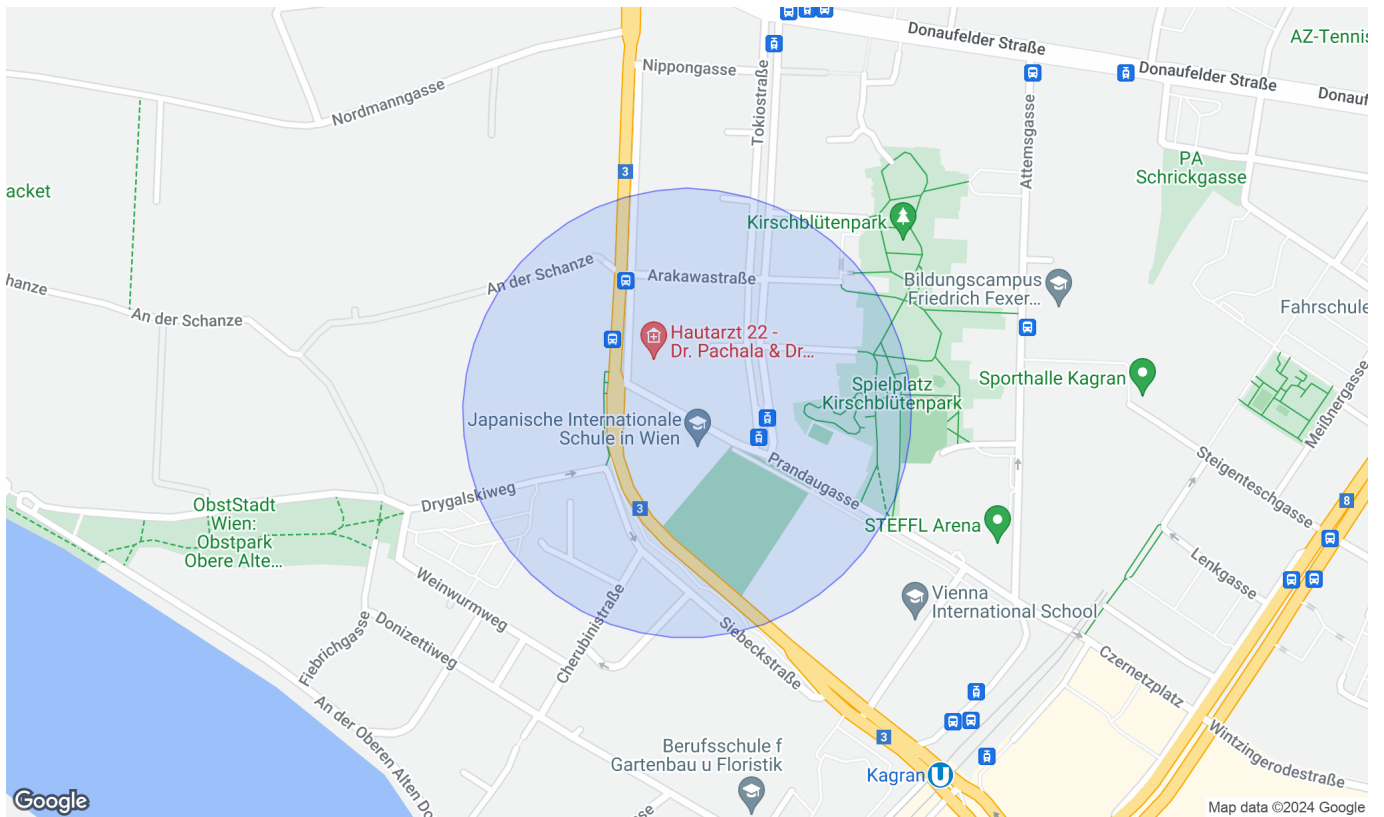 Donaufelder Straße
AZ-Tennis
Nippongasse
Donaufelder Straße
Donauf
Nordmanngasse
Tokiostraße
Attemsgasse
3
PA
Schrickgasse
acket
Kirschblütenpark
hanze
An der Schanze
Arakawastraße
Bildungscampus
Friedrich Fexer...
Fahrschule
An der Schanze
Hautarzt 22 -
Dr. Pachala & Dr...
Spielplatz
Kirschblütenpark
Sporthalle Kagran
Meißnergasse
Japanische Internationale
Schule in Wien
Prandaugasse
Steigenteschgasse
Drygalskiweg
ObstStadt
Wien:
Obstpark
Obere Alte...
3
8
STEFFL Arena
Lenkgasse
Weinwurmweg
Vienna
International School
Cherubinistraße
Siebeckstraße
Fiebrichgasse
Donizettiweg
Czernetzplatz
An der Oberen Alten Do
Wintzingerodestraße
3
Berufsschule f
Gartenbau u Floristik
Kagran
U
Google
Map data ©2024 Google